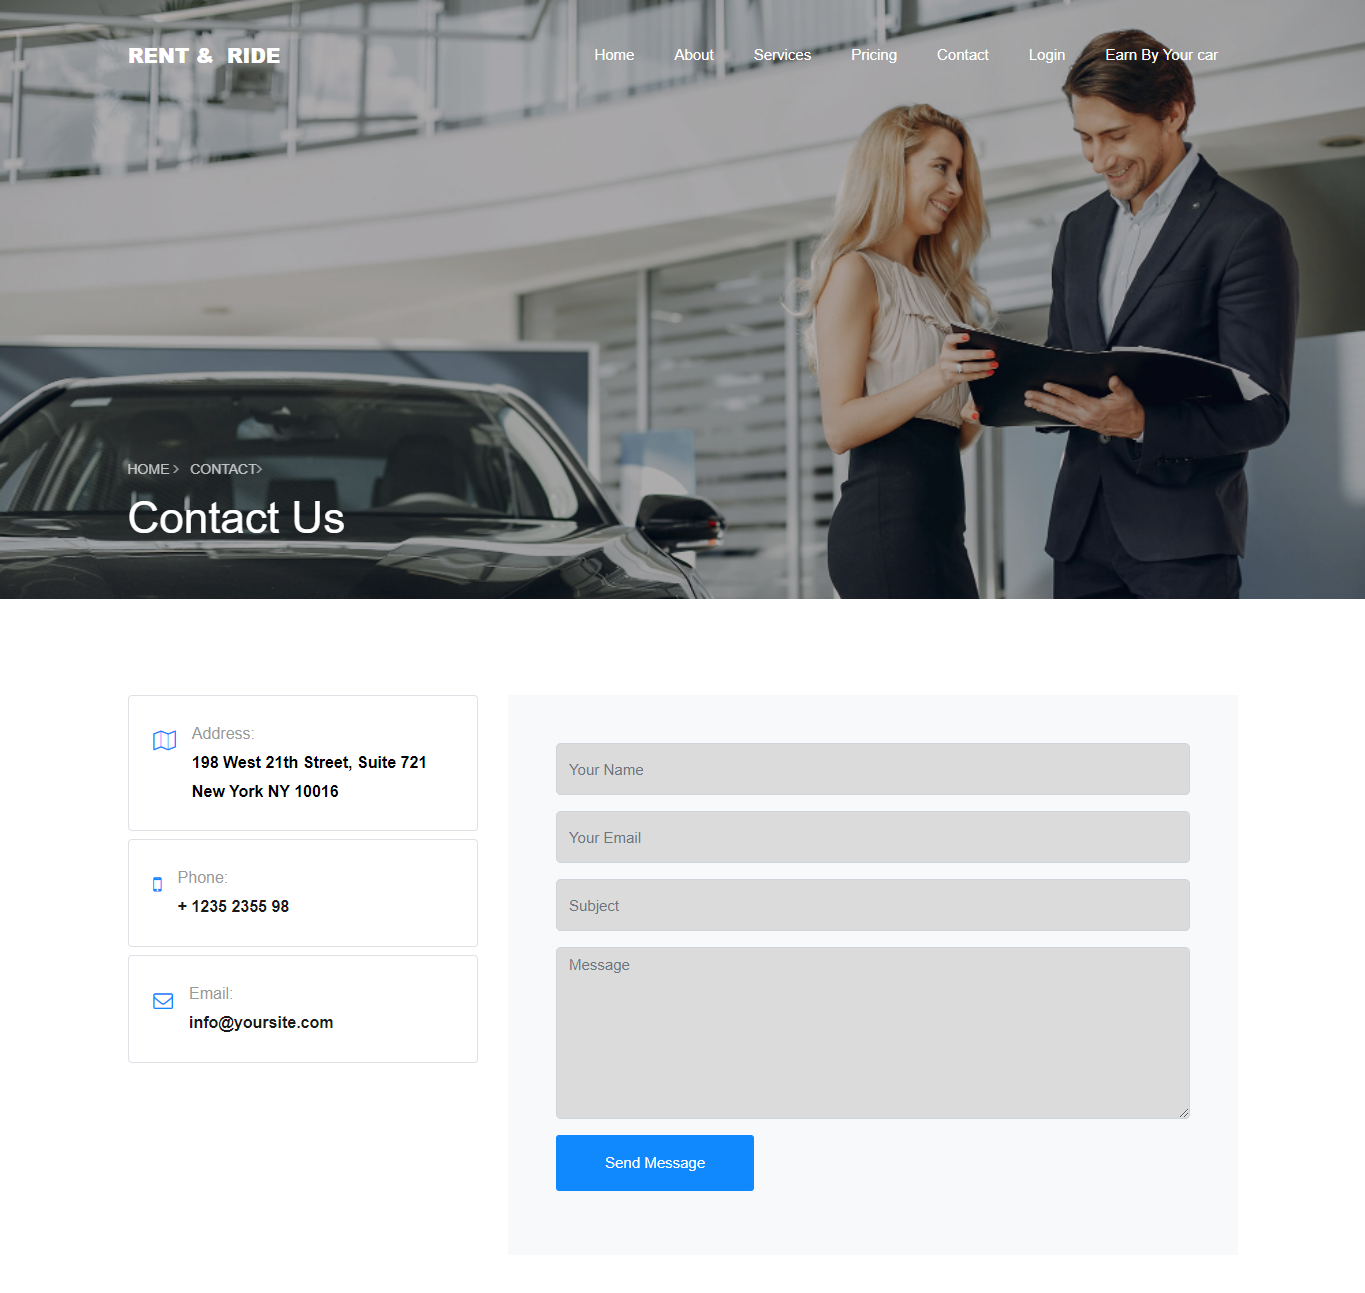 RENT & RIDE
Home About Services Pricing Contact Login Earn By Your car
HOME > CONTACT>
Contact Us
Address:
198 West 21th Street, Suite 721
New York NY 10016
Phone:
+ 1235 2355 98
Email:
info@yoursite.com
Your Name
Your Email
Subject
Message
Send Message